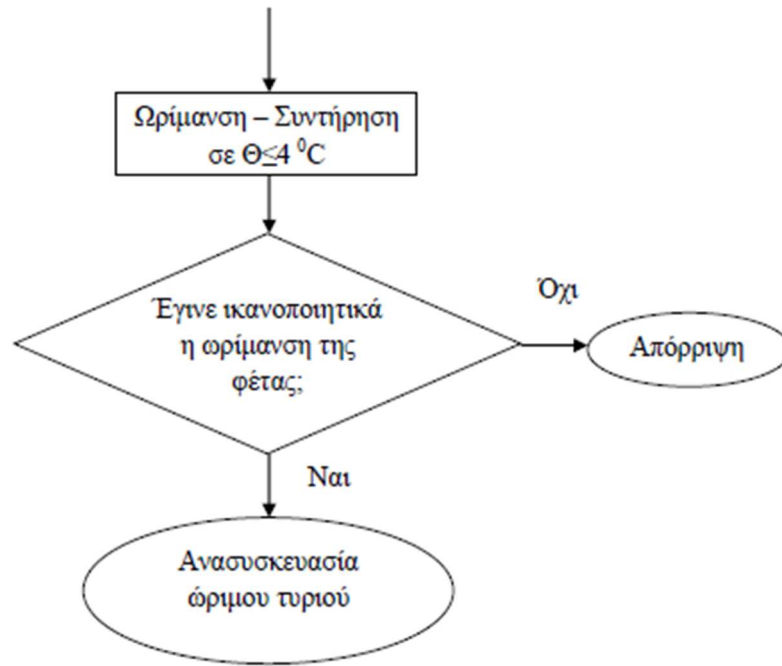 Ωρίμανση – Συντήρηση
σε Θ≤4 ⁰C
Έγινε ικανοποιητικά
η ωρίμανση της
φέτας;
Όχι
Απόρριψη
Ναι
Ανασυσκευασία
ώριμου τυριού